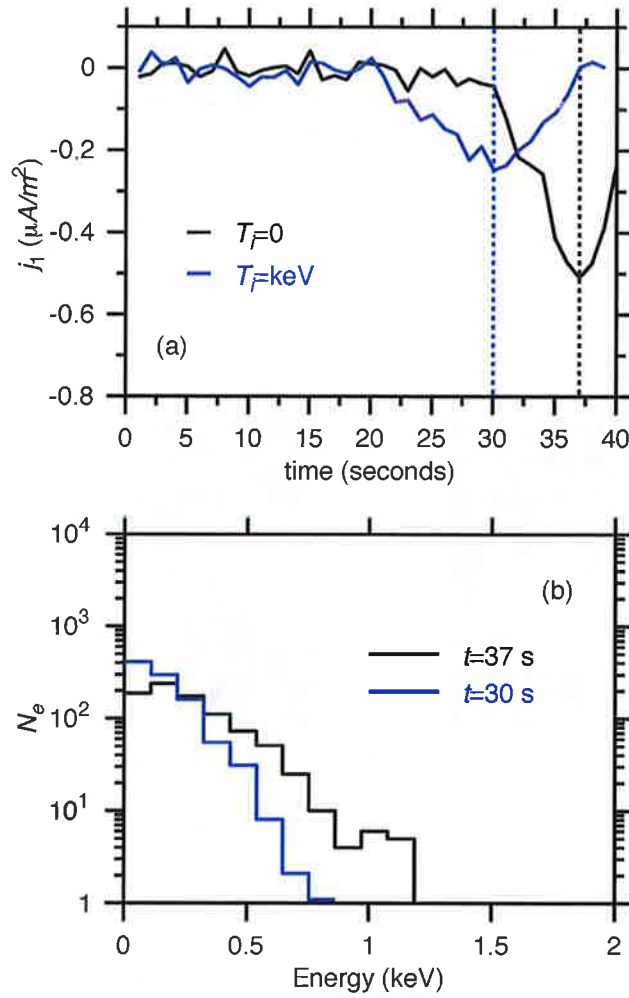 0
-0.2
-0.4
-0.6
-0.8
j₁ (μA/m²)
Tᵢ=0
Tᵢ=keV
(a)
0 5 10 15 20 25 30 35 40
time (seconds)
10⁴
10³
10²
10¹
1
Nₑ
(b)
t=37 s
t=30 s
0 0.5 1 1.5 2
Energy (keV)